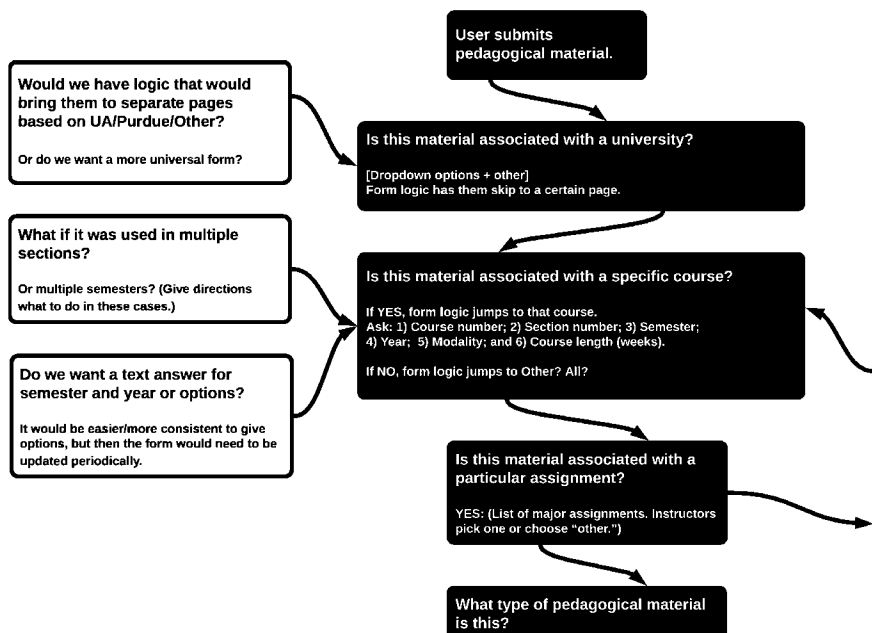 User submits
pedagogical material.
Would we have logic that would
bring them to separate pages
based on UA/Purdue/Other?
Or do we want a more universal form?
Is this material associated with a university?
[Dropdown options + other]
Form logic has them skip to a certain page.
What if it was used in multiple
sections?
Or multiple semesters? (Give directions
what to do in these cases.)
Is this material associated with a specific course?
If YES, form logic jumps to that course.
Ask: 1) Course number; 2) Section number; 3) Semester;
4) Year; 5) Modality; and 6) Course length (weeks).
If NO, form logic jumps to Other? All?
Do we want a text answer for
semester and year or options?
It would be easier/more consistent to give
options, but then the form would need to be
updated periodically.
Is this material associated with a
particular assignment?
YES: (List of major assignments. Instructors
pick one or choose “other.”)
What type of pedagogical material
is this?